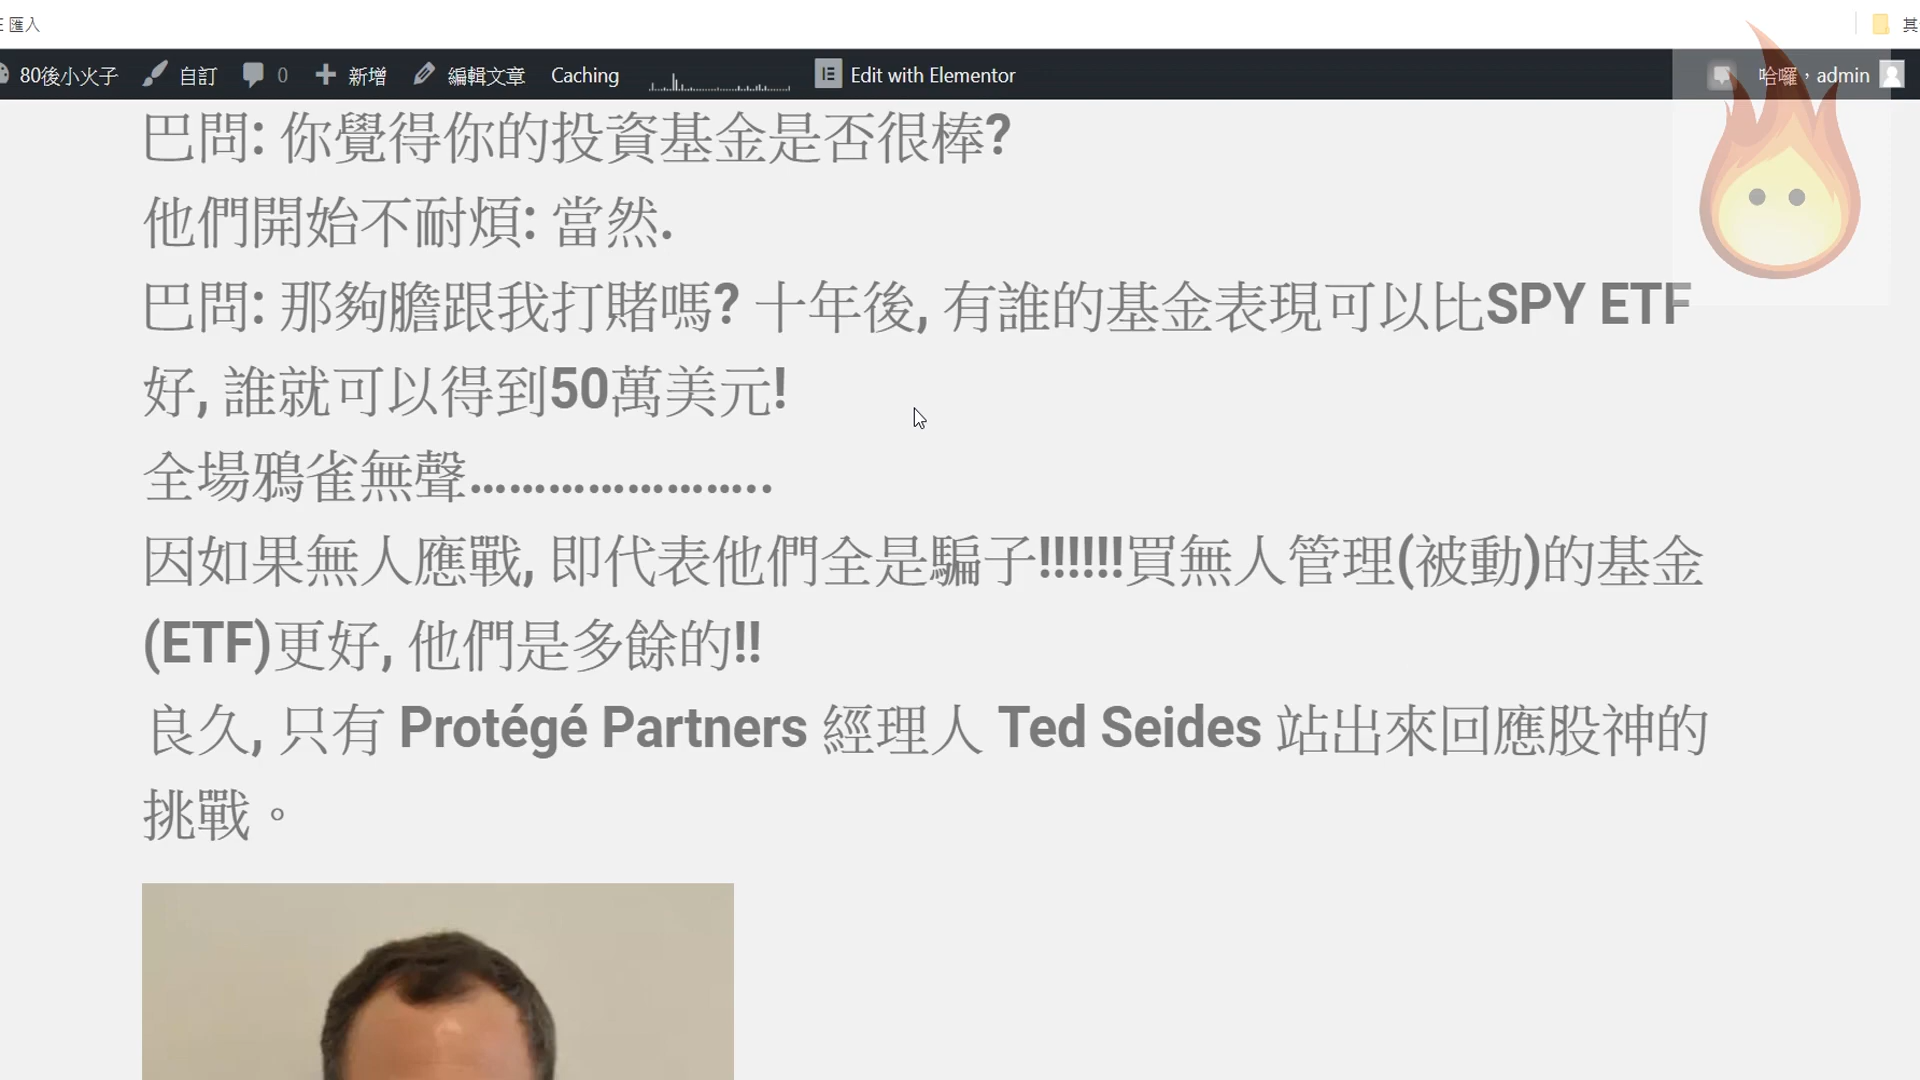 匯入
80後小火子 自訂 0 新增 編輯文章 Caching Edit with Elementor 哈囉,admin
巴問: 你覺得你的投資基金是否很棒?
他們開始不耐煩: 當然.
巴問: 那夠膽跟我打賭嗎? 十年後, 有誰的基金表現可以比SPY ETF
好, 誰就可以得到50萬美元!
全場鴉雀無聲…………………..
因如果無人應戰, 即代表他們全是騙子!!!!!!買無人管理(被動)的基金
(ETF)更好, 他們是多餘的!!
良久, 只有 Protégé Partners 經理人 Ted Seides 站出來回應股神的
挑戰。